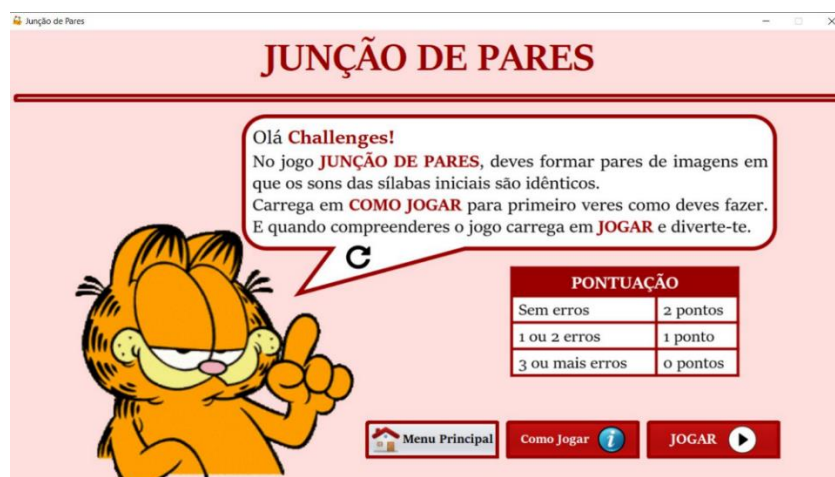 Junção de Pares
JUNÇÃO DE PARES
Olá Challenges!
No jogo JUNÇÃO DE PARES, deves formar pares de imagens em
que os sons das sílabas iniciais são idênticos.
Carrega em COMO JOGAR para primeiro veres como deves fazer.
E quando compreenderes o jogo carrega em JOGAR e diverte-te.
PONTUAÇÃO
Sem erros 2 pontos
1 ou 2 erros 1 ponto
3 ou mais erros 0 pontos
Menu Principal
Como Jogar
JOGAR